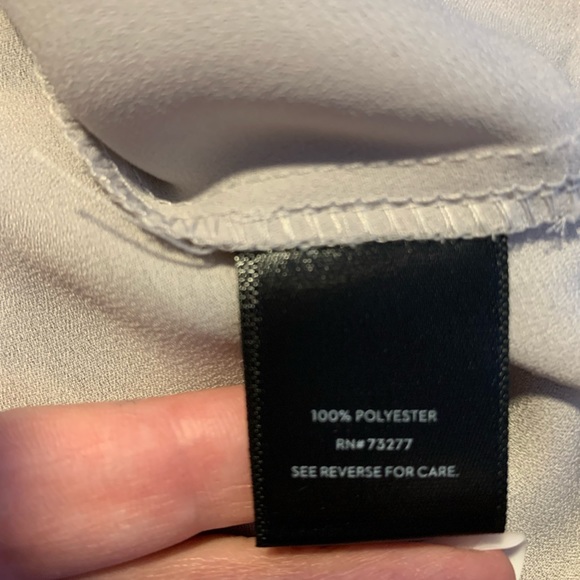 100% POLYESTER
RN#73277
SEE REVERSE FOR CARE.